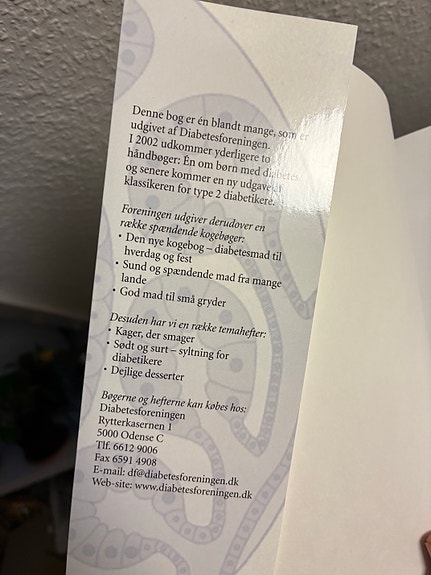 Denne bog er én blandt mange, som er
udgivet af Diabetesforeningen.
I 2002 udkommer yderligere to
håndbøger: Én om børn med diabetes
og senere kommer en ny udgave af
klassikeren for type 2 diabetikere.
Foreningen udgiver derudover en
række spændende kogebøger:
• Den nye kogebog – diabetesmad til
hverdag og fest
• Sund og spændende mad fra mange
lande
• God mad til små gryder
Desuden har vi en række temahefter:
• Kager, der smager
• Sødt og surt – syltning for
diabetikere
• Dejlige desserter
Bøgerne og hefterne kan købes hos:
Diabetesforeningen
Rytterkasernen 1
5000 Odense C
Tlf. 6612 9006
Fax 6591 4908
E-mail: df@diabetesforeningen.dk
Web-site: www.diabetesforeningen.dk